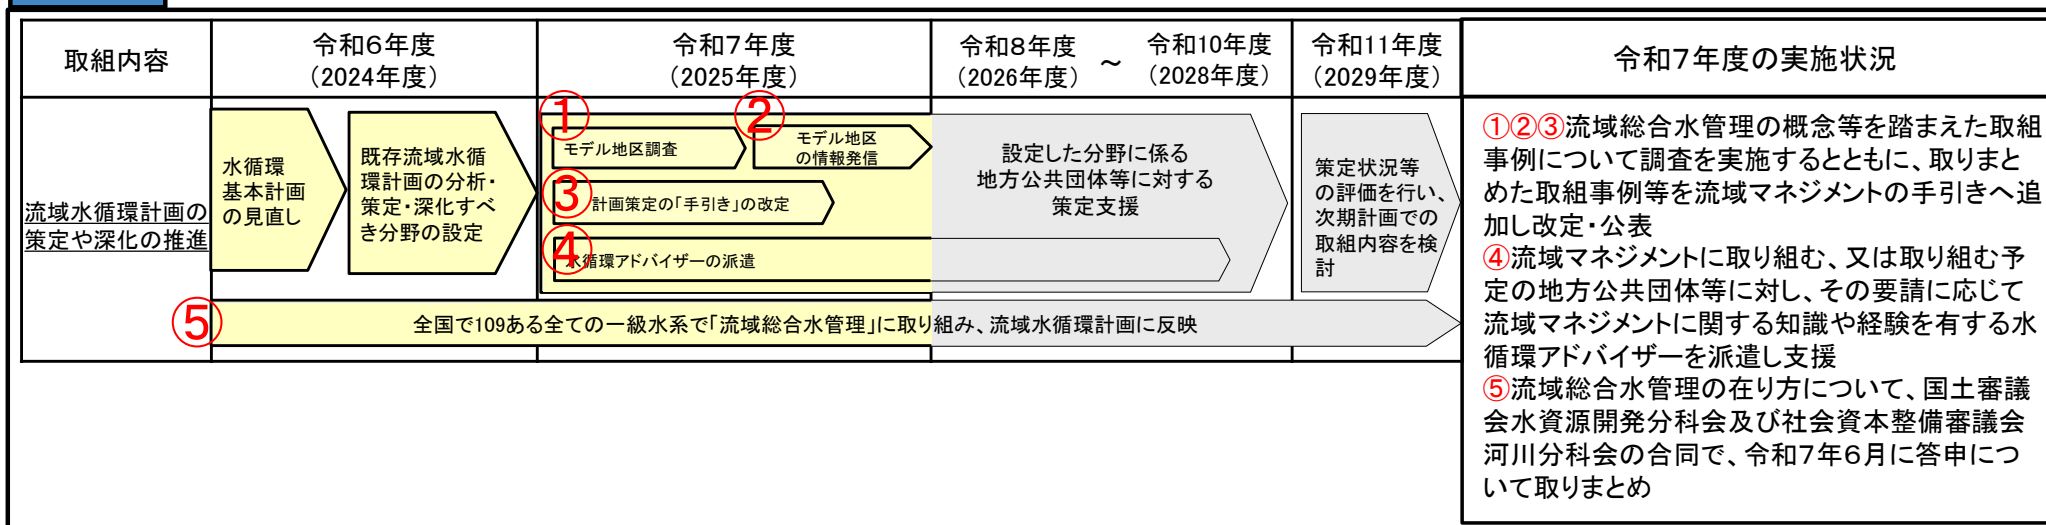 取組内容
令和6年度
（2024年度）
令和7年度
（2025年度）
令和8年度
（2026年度）
～
令和10年度
（2028年度）
令和11年度
（2029年度）
令和7年度の実施状況
流域水循環計画の
策定や深化の推進
水循環
基本計画
の見直し
既存流域水循
環計画の分析・
策定・深化すべ
き分野の設定
①
モデル地区調査
②
モデル地区
の情報発信
③
計画策定の「手引き」の改定
④
水循環アドバイザーの派遣
設定した分野に係る
地方公共団体等に対する
策定支援
策定状況等
の評価を行い、
次期計画での
取組内容を検
討
⑤
全国で109ある全ての一級水系で「流域総合水管理」に取り組み、流域水循環計画に反映
①②③流域総合水管理の概念等を踏まえた取組
事例について調査を実施するとともに、取りまと
めた取組事例等を流域マネジメントの手引きへ追
加し改定・公表
④流域マネジメントに取り組む、又は取り組む予
定の地方公共団体等に対し、その要請に応じて
流域マネジメントに関する知識や経験を有する水
循環アドバイザーを派遣し支援
⑤流域総合水管理の在り方について、国土審議
会水資源開発分科会及び社会資本整備審議会
河川分科会の合同で、令和7年6月に答申につ
いて取りまとめ